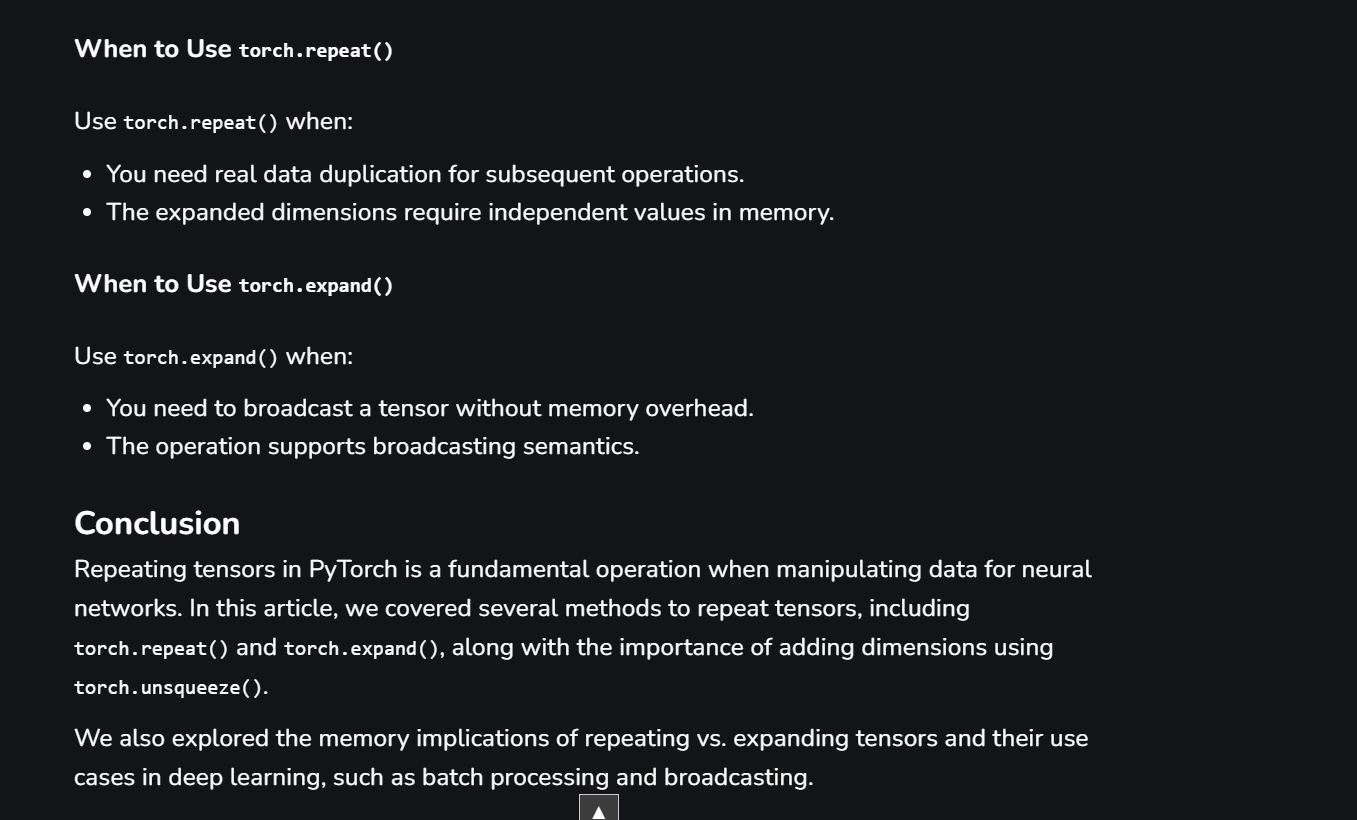 When to Use torch.repeat()
Use torch.repeat() when:
• You need real data duplication for subsequent operations.
• The expanded dimensions require independent values in memory.
When to Use torch.expand()
Use torch.expand() when:
• You need to broadcast a tensor without memory overhead.
• The operation supports broadcasting semantics.
Conclusion
Repeating tensors in PyTorch is a fundamental operation when manipulating data for neural
networks. In this article, we covered several methods to repeat tensors, including
torch.repeat() and torch.expand(), along with the importance of adding dimensions using
torch.unsqueeze().
We also explored the memory implications of repeating vs. expanding tensors and their use
cases in deep learning, such as batch processing and broadcasting.